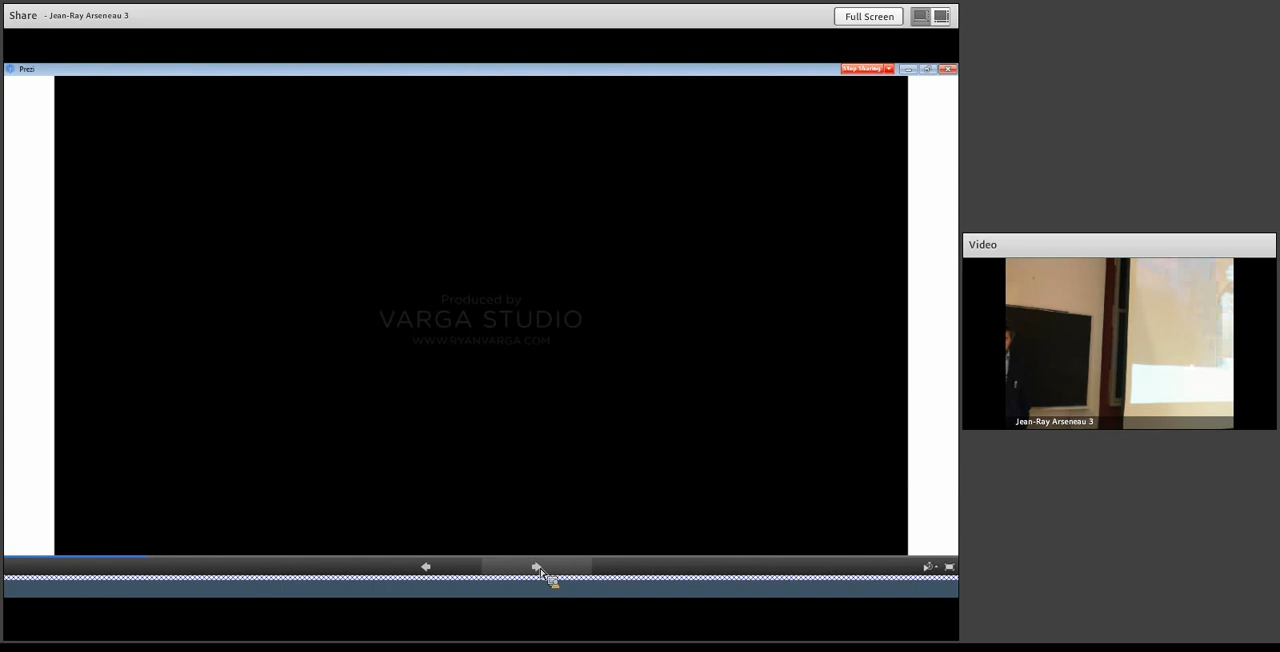 Share - Jean-Ray Arseneau 3
Full Screen
Prezi
Stop Sharing
Produced by
VARGA STUDIO
WWW.RYANVARGA.COM
Video
Jean-Ray Arseneau 3